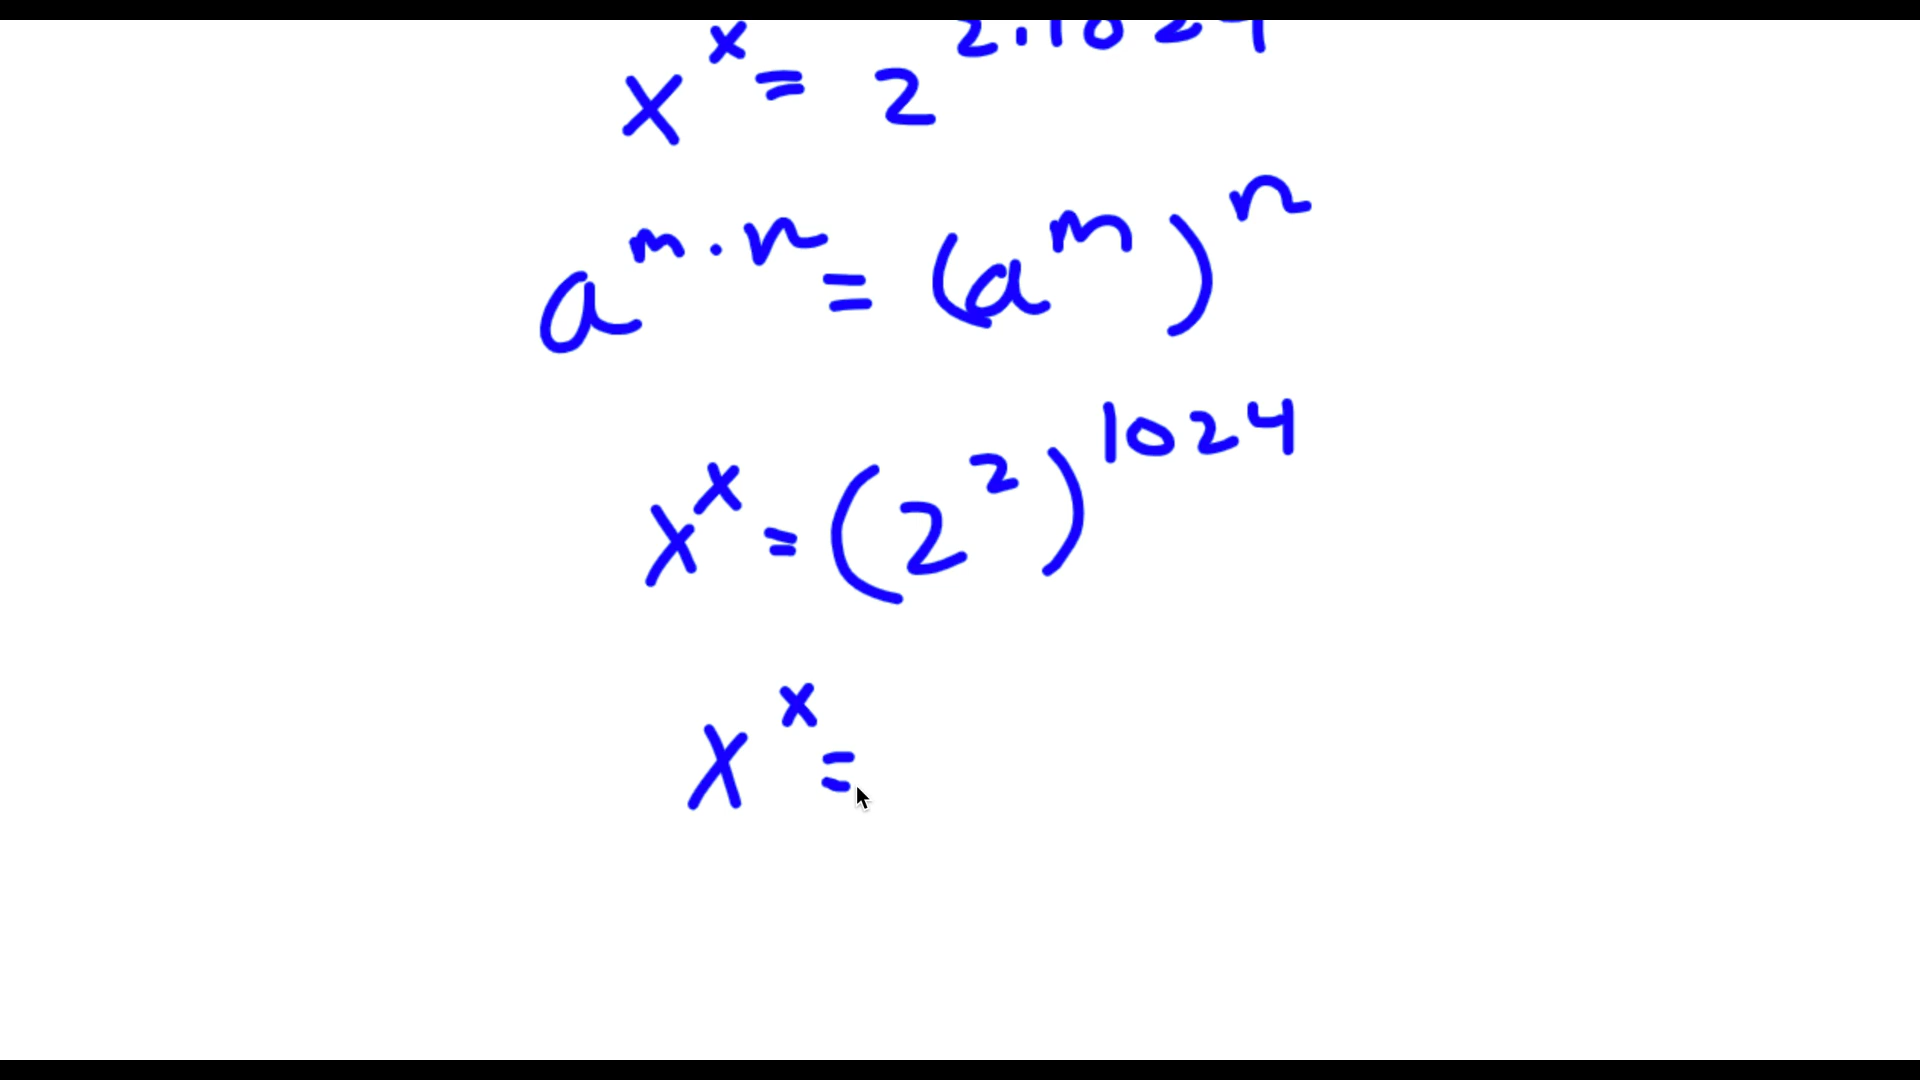 x^x = 2^{2·1024}
a^{m·n} = (a^m)^n
x^x = (2^2)^{1024}
x^x =